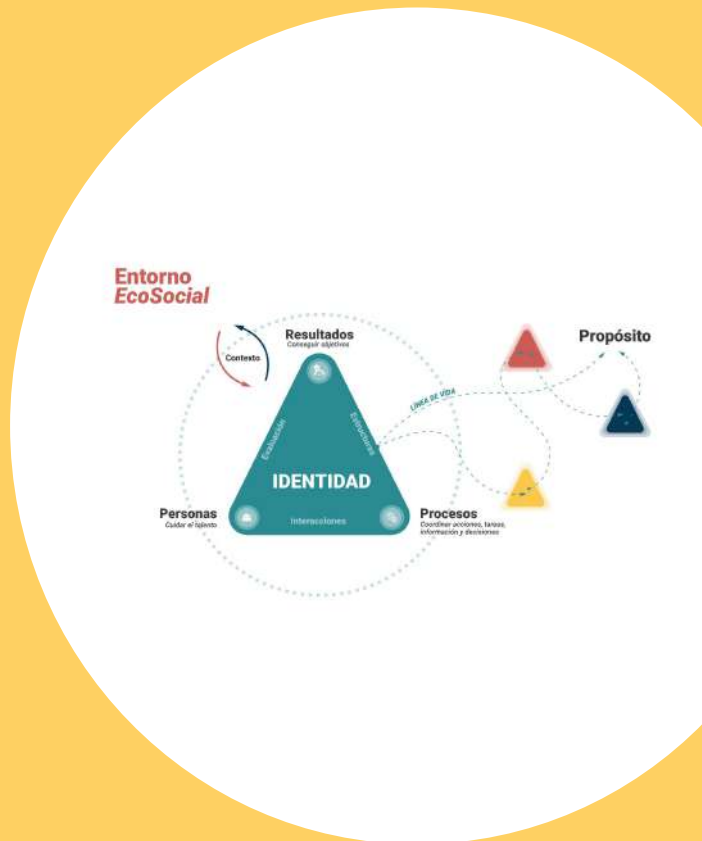 Entorno
EcoSocial
Contexto
Resultados
Conseguir objetivos
Propósito
LÍNEA DE VIDA
Evaluación
Estructuras
IDENTIDAD
Personas
Cuidar el talento
Interacciones
Procesos
Coordinar acciones, tareas,
información y decisiones